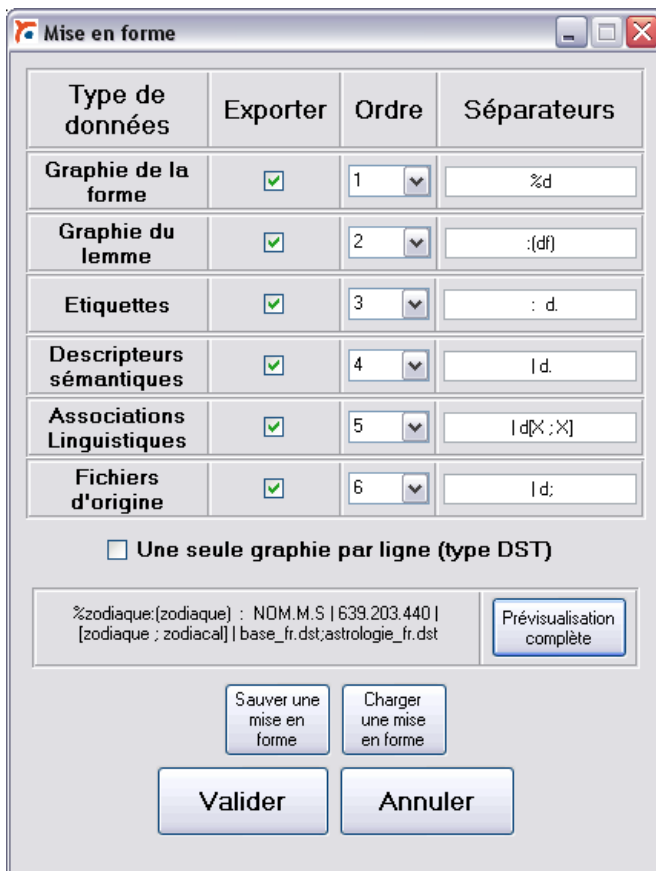 Mise en forme
Type de
données
Exporter
Ordre
Séparateurs
Graphie de la
forme
1
%d
Graphie du
lemme
2
:(df)
Etiquettes
3
: d.
Descripteurs
sémantiques
4
| d.
Associations
Linguistiques
5
| d[X ; X]
Fichiers
d'origine
6
| d;
Une seule graphie par ligne (type DST)
%zodiaque:(zodiaque) : NOM.M.S | 639.203.440 |
[zodiaque ; zodiacal] | base_fr.dst;astrologie_fr.dst
Prévisualisation
complète
Sauver une
mise en
forme
Charger
une mise
en forme
Valider
Annuler